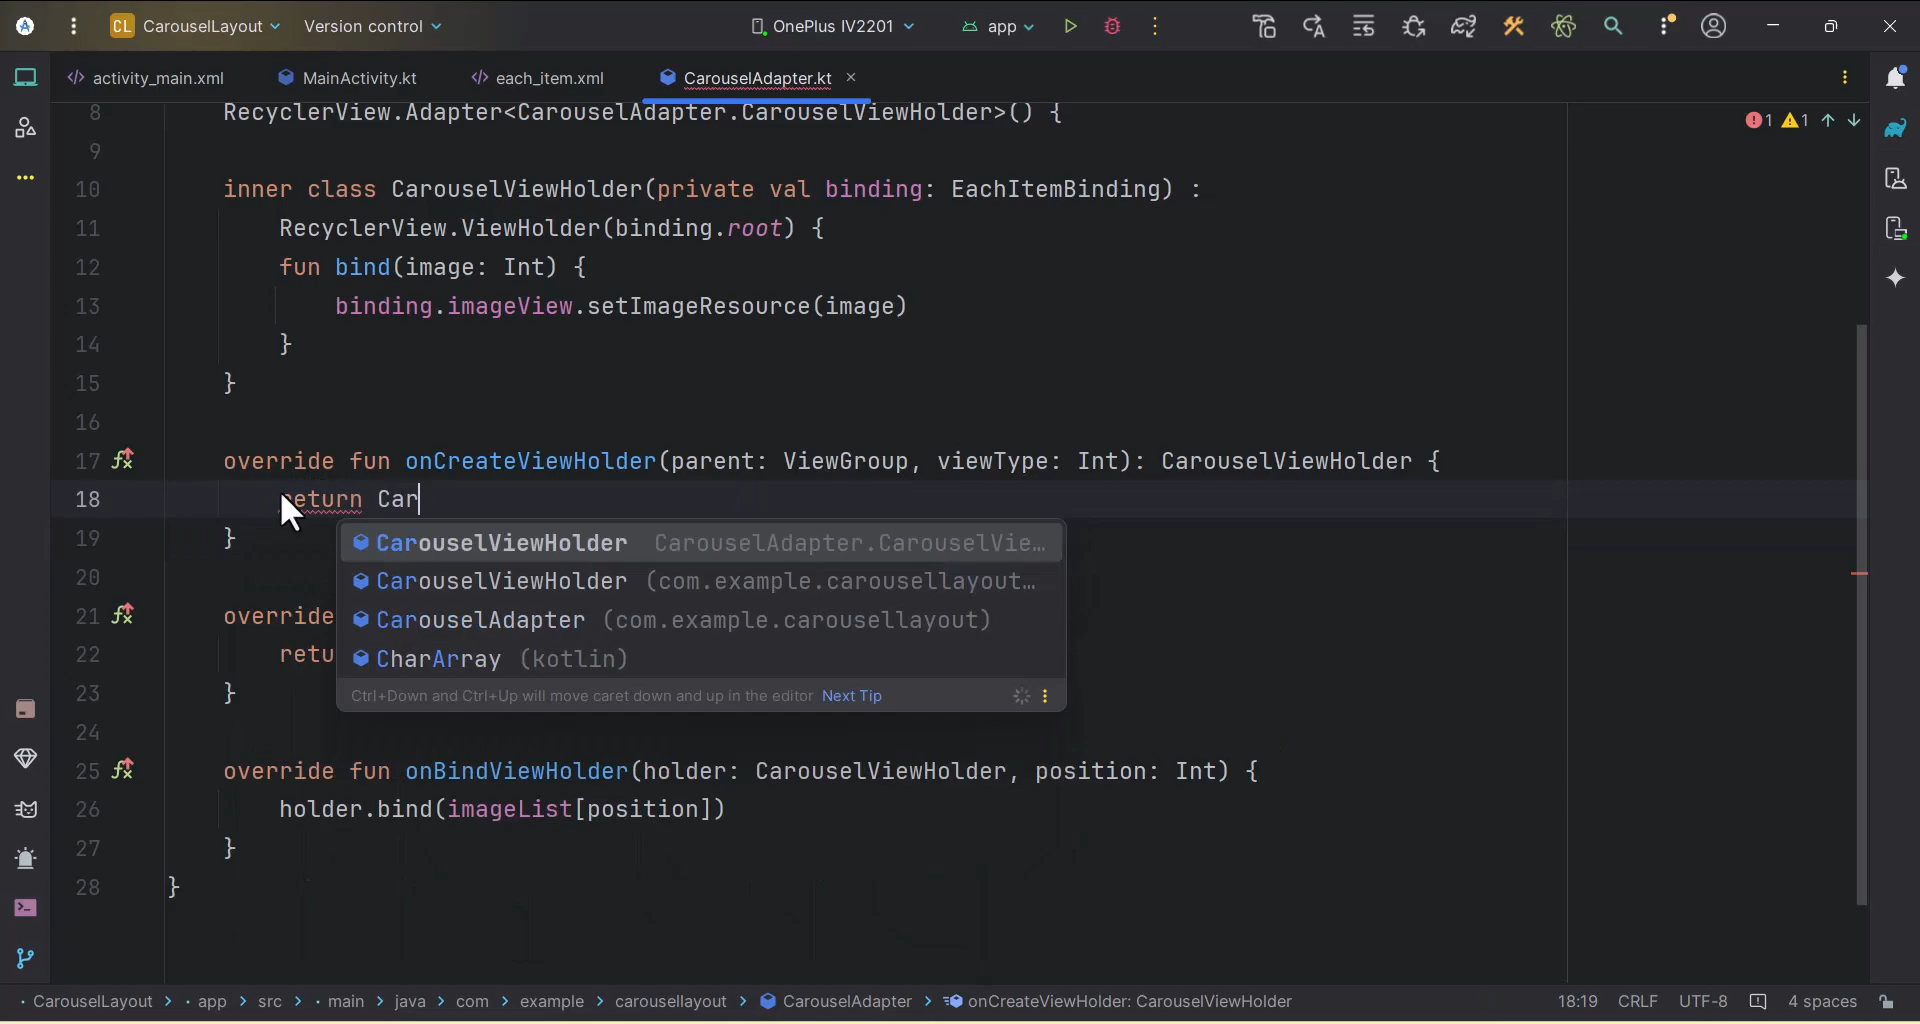 CL CarouselLayout Version control OnePlus IV2201 app
activity_main.xml MainActivity.kt each_item.xml CarouselAdapter.kt
8 RecyclerView.Adapter<CarouselAdapter.CarouselViewHolder>() {
1 1
9
10 inner class CarouselViewHolder(private val binding: EachItemBinding) :
11 RecyclerView.ViewHolder(binding.root) {
12 fun bind(image: Int) {
13 binding.imageView.setImageResource(image)
14 }
15 }
16
17 override fun onCreateViewHolder(parent: ViewGroup, viewType: Int): CarouselViewHolder {
18 return Car
19 }
CarouselViewHolder CarouselAdapter.CarouselVie…
20
CarouselViewHolder (com.example.carousellayout…
21 override
CarouselAdapter (com.example.carousellayout)
22 retu
CharArray (kotlin)
23 }
Ctrl+Down and Ctrl+Up will move caret down and up in the editor Next Tip
24
25 override fun onBindViewHolder(holder: CarouselViewHolder, position: Int) {
26 holder.bind(imageList[position])
27 }
28 }
CarouselLayout > app > src > main > java > com > example > carousellayout > CarouselAdapter > onCreateViewHolder: CarouselViewHolder 18:19 CRLF UTF-8 4 spaces